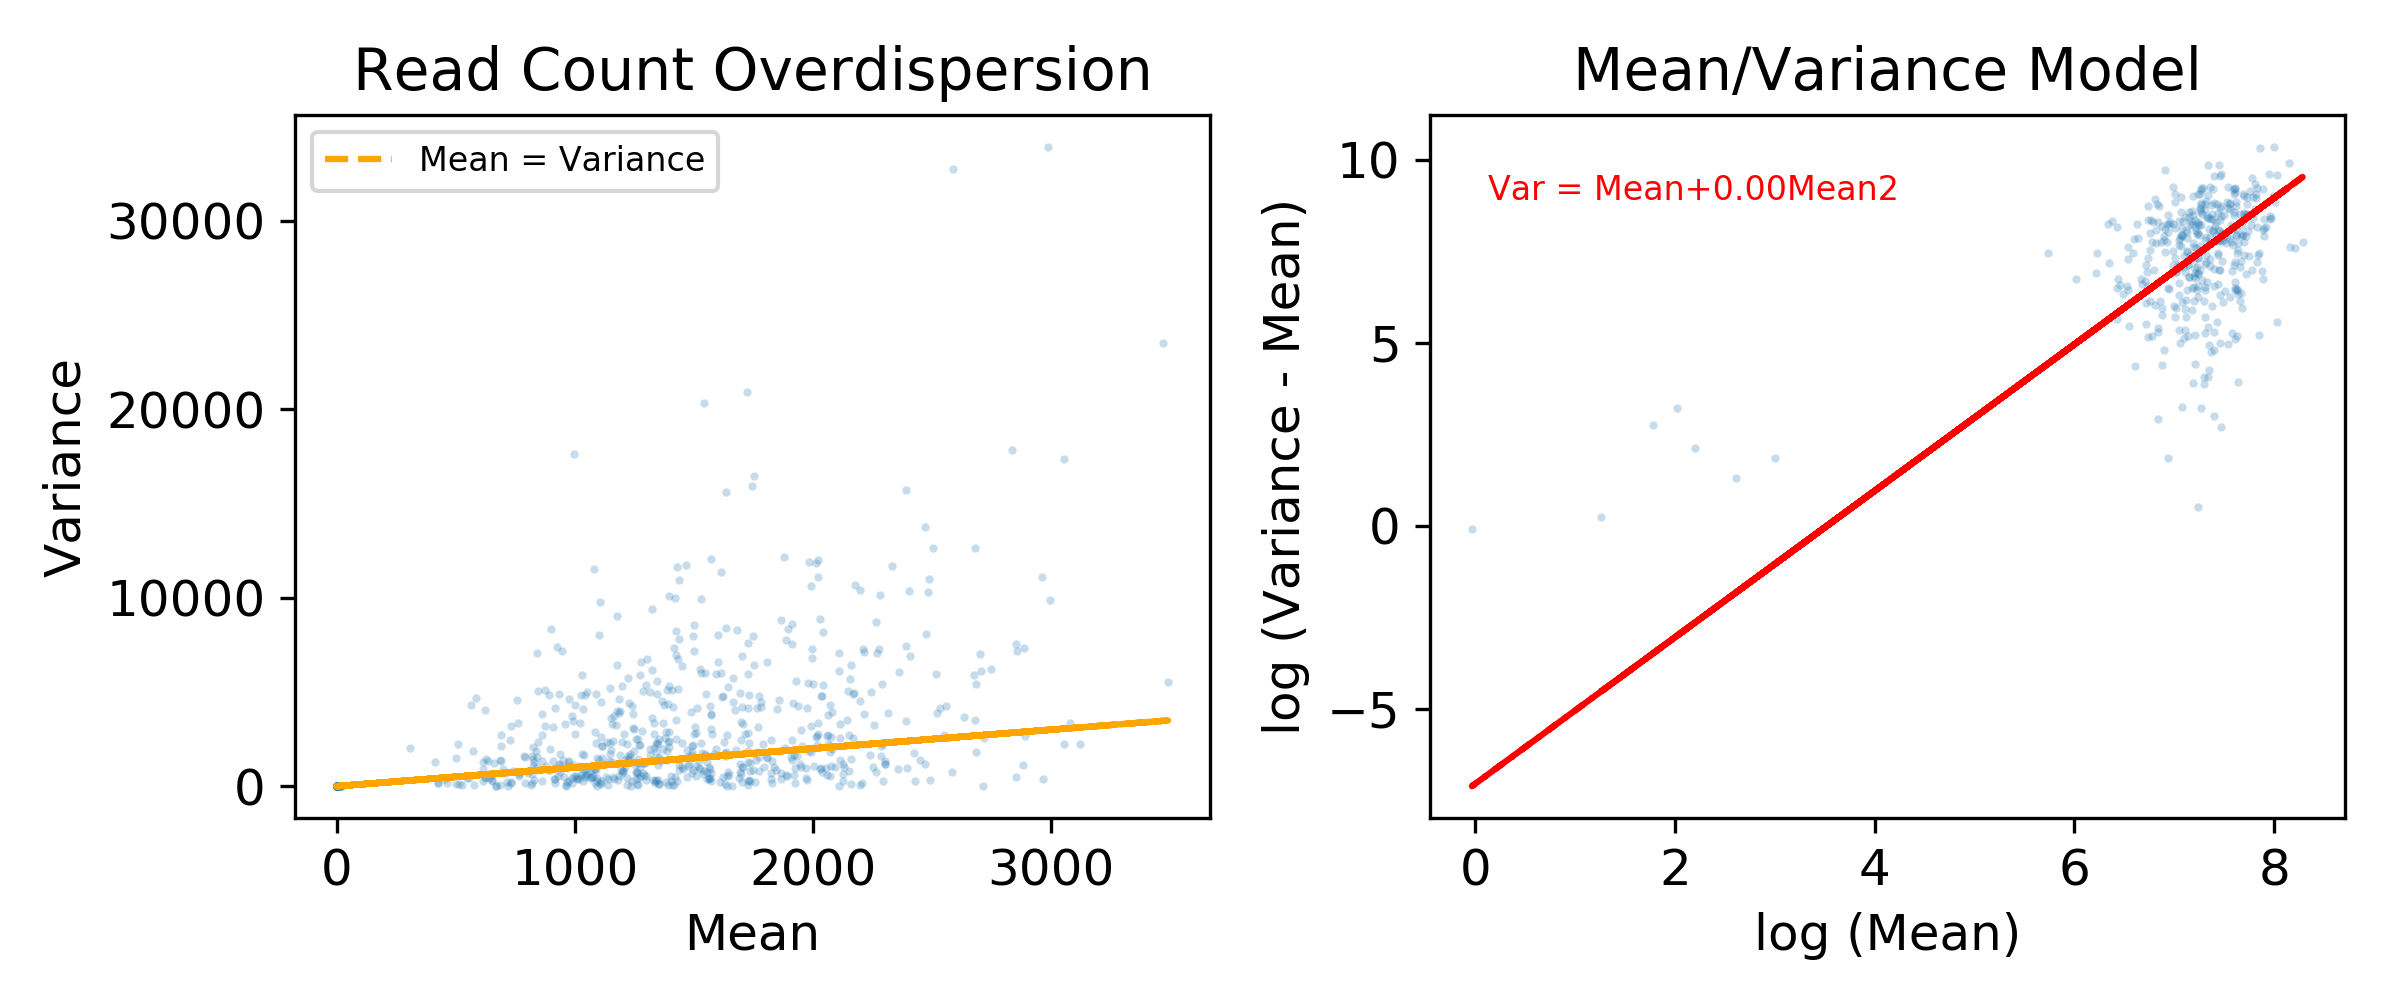 Read Count Overdispersion
Mean = Variance
30000
20000
10000
0
Variance
0
1000
2000
3000
Mean
Mean/Variance Model
Var = Mean+0.00Mean2
10
5
0
−5
log (Variance - Mean)
0
2
4
6
8
log (Mean)